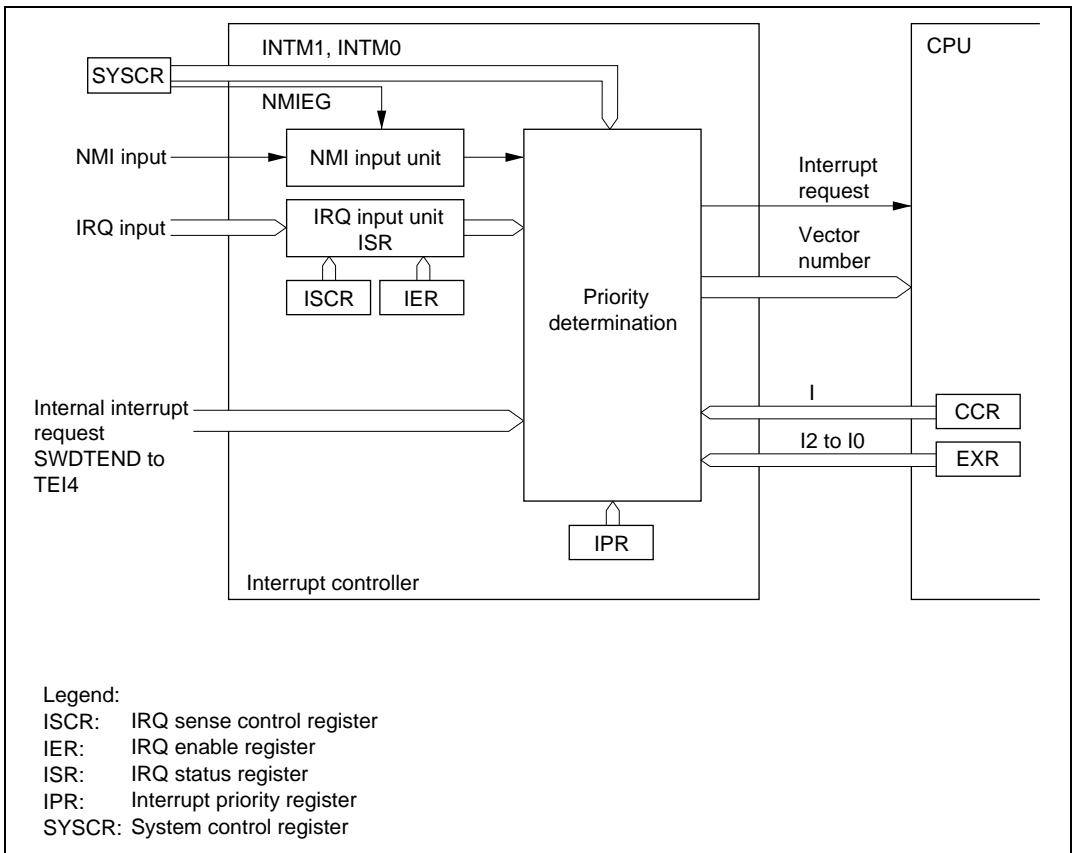 INTM1, INTM0
CPU
SYSCR
NMIEG
NMI input
NMI input unit
Interrupt
request
IRQ input
IRQ input unit
ISR
Vector
number
ISCR
IER
Priority
determination
I
CCR
Internal interrupt
request
SWDTEND to
TEI4
I2 to I0
EXR
IPR
Interrupt controller
Legend:
ISCR: IRQ sense control register
IER: IRQ enable register
ISR: IRQ status register
IPR: Interrupt priority register
SYSCR: System control register